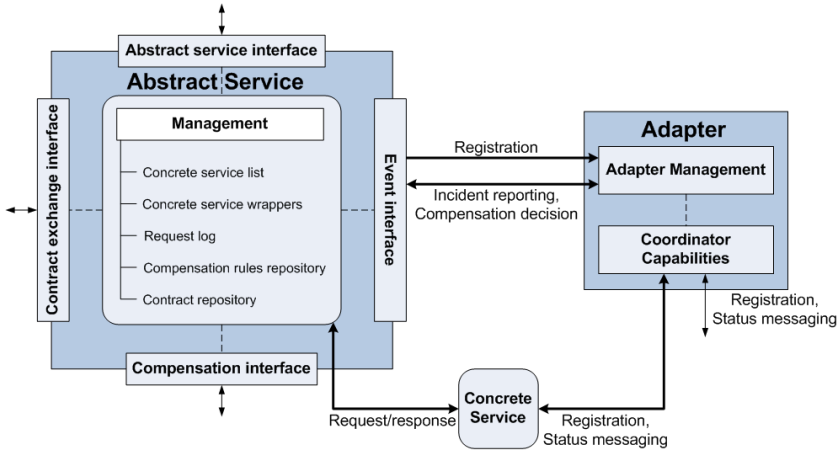 Abstract service interface
Abstract Service
Contract exchange interface
Management
Concrete service list
Concrete service wrappers
Request log
Compensation rules repository
Contract repository
Event interface
Compensation interface
Registration
Incident reporting,
Compensation decision
Adapter
Adapter Management
Coordinator
Capabilities
Registration,
Status messaging
Concrete
Service
Request/response
Registration,
Status messaging